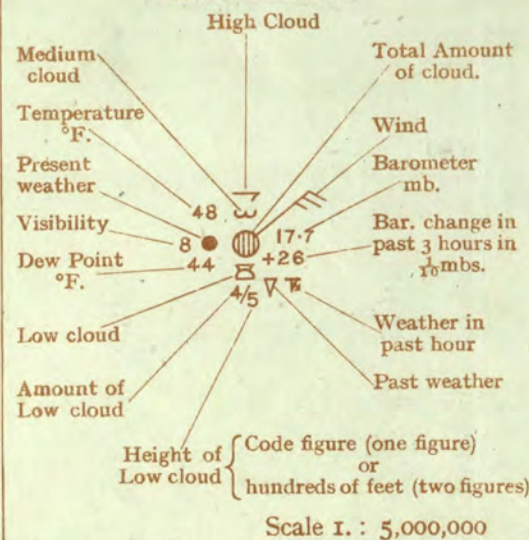 High Cloud
Medium
cloud
Total Amount
of cloud.
Temperature
°F.
Wind
Present
weather
Barometer
mb.
48
Visibility
8
17·7
Bar. change in
past 3 hours in
1/10 mbs.
+26
Dew Point
°F.
44
4/5
Low cloud
Weather in
past hour
Amount of
Low cloud
Past weather
Height of
Low cloud
Code figure (one figure)
or
hundreds of feet (two figures)
Scale 1. : 5,000,000